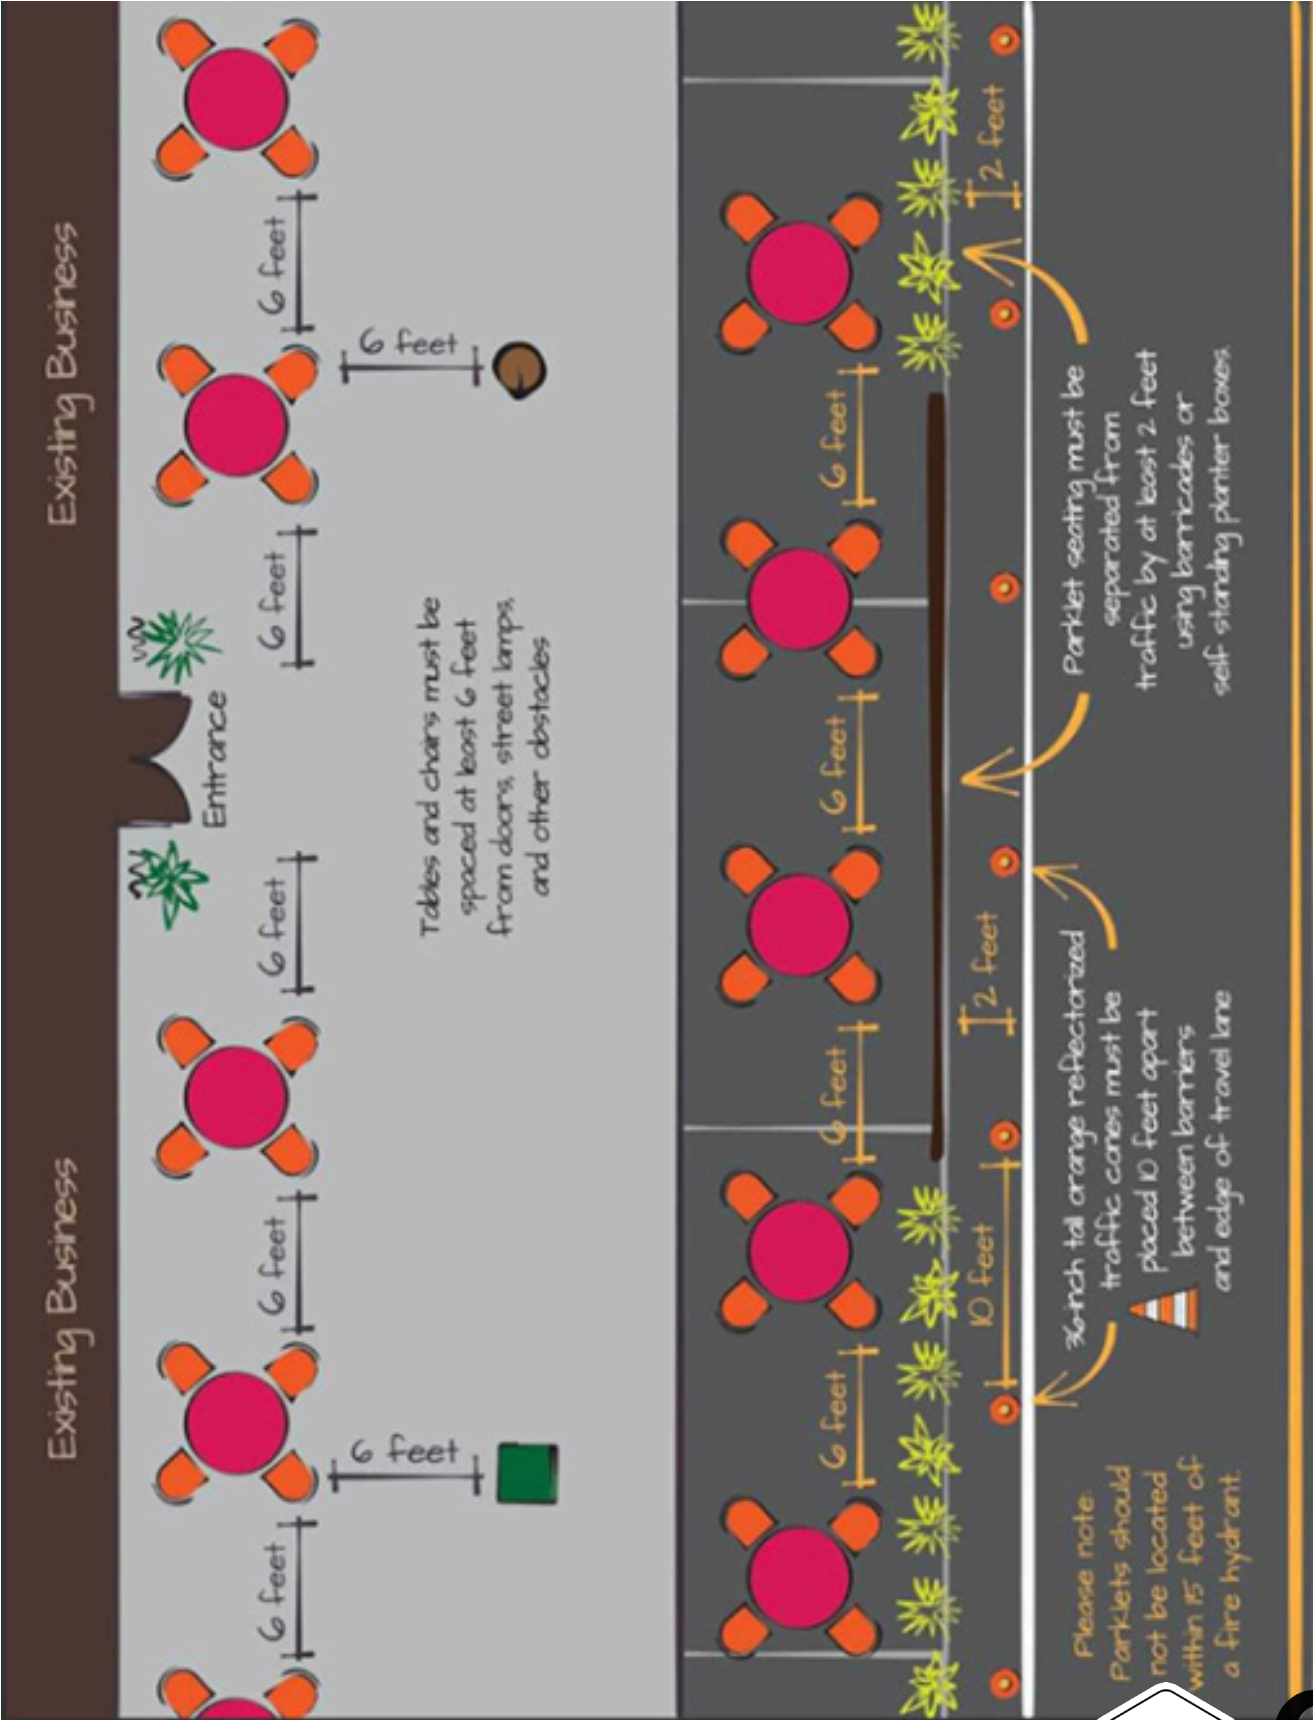 Existing Business
Existing Business
Entrance
6 feet
6 feet
6 feet
6 feet
6 feet
6 feet
6 feet
Tables and chairs must be
spaced at least 6 feet
from doors, street lamps,
and other obstacles
6 feet
6 feet
6 feet
6 feet
10 feet
2 feet
2 feet
Please note:
Parklets should
not be located
within 15 feet of
a fire hydrant.
36-inch tall orange reflectorized
traffic cones must be
placed 10 feet apart
between barriers
and edge of travel lane
Parklet seating must be
separated from
traffic by at least 2 feet
using barricades or
self standing planter boxes.